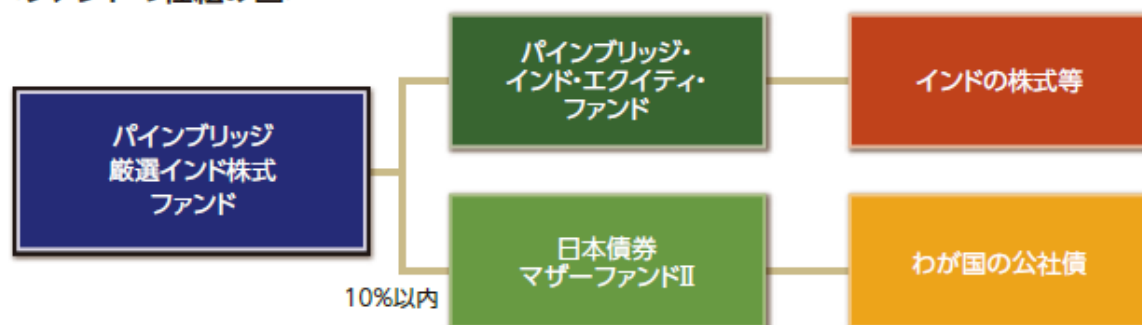 パインブリッジ・
インド・エクイティ・
ファンド
インドの株式等
パインブリッジ
厳選インド株式
ファンド
日本債券
マザーファンドⅡ
わが国の公社債
10%以内